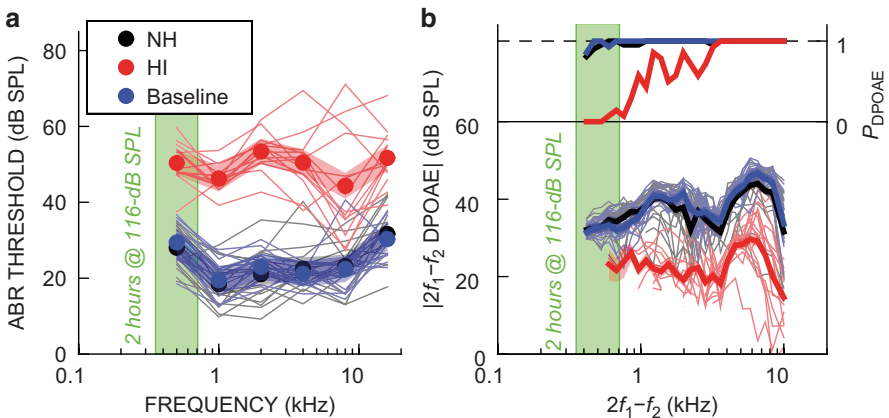 a
b
NH
HI
Baseline
ABR THRESHOLD (dB SPL)
80
60
40
20
0
2 hours @ 116-dB SPL
0.1
1
10
FREQUENCY (kHz)
|2f₁−f₂ DPOAE| (dB SPL)
60
40
20
0
2 hours @ 116-dB SPL
1
0
P_DPOAE
0.1
1
10
2f₁−f₂ (kHz)